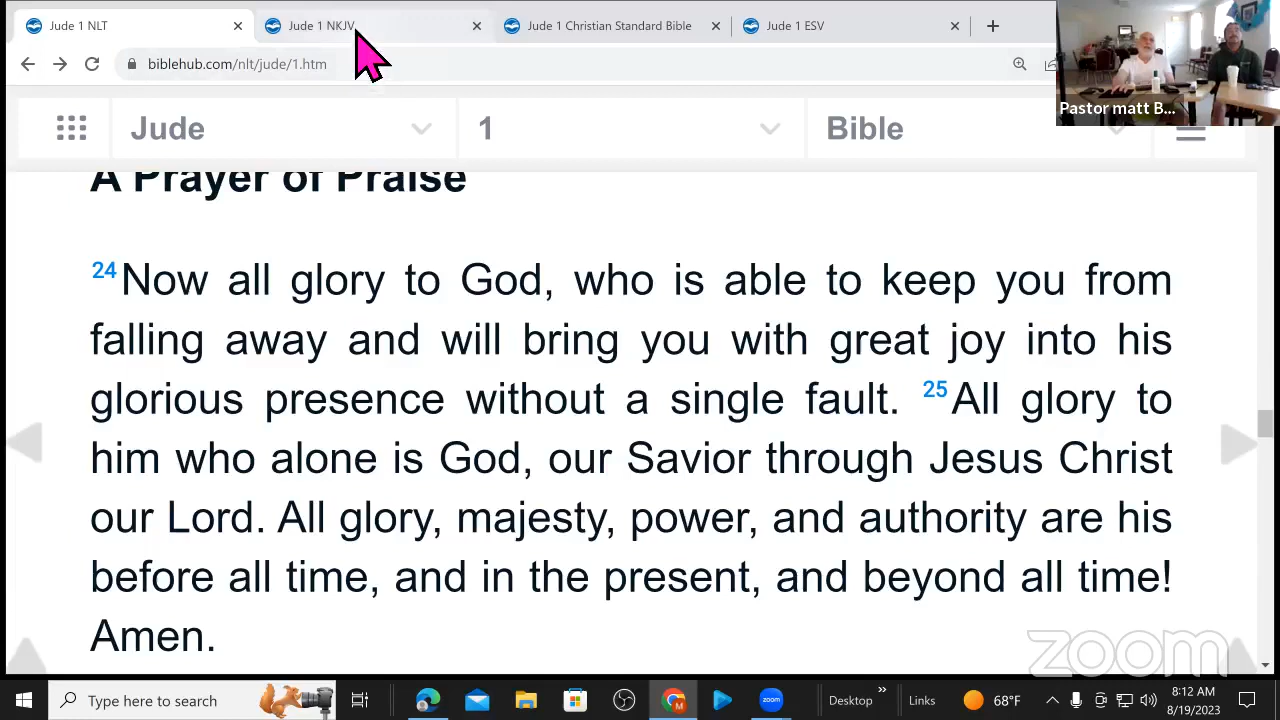 Jude 1 NLT
Jude 1 NKJV
Jude 1 Christian Standard Bible
Jude 1 ESV
biblehub.com/nlt/jude/1.htm
Pastor matt B...
Jude
1
Bible
A Prayer of Praise
24 Now all glory to God, who is able to keep you from
falling away and will bring you with great joy into his
glorious presence without a single fault. 25 All glory to
him who alone is God, our Savior through Jesus Christ
our Lord. All glory, majesty, power, and authority are his
before all time, and in the present, and beyond all time!
Amen.
zoom
Type here to search
zoom
Desktop
Links
68°F
8:12 AM
8/19/2023